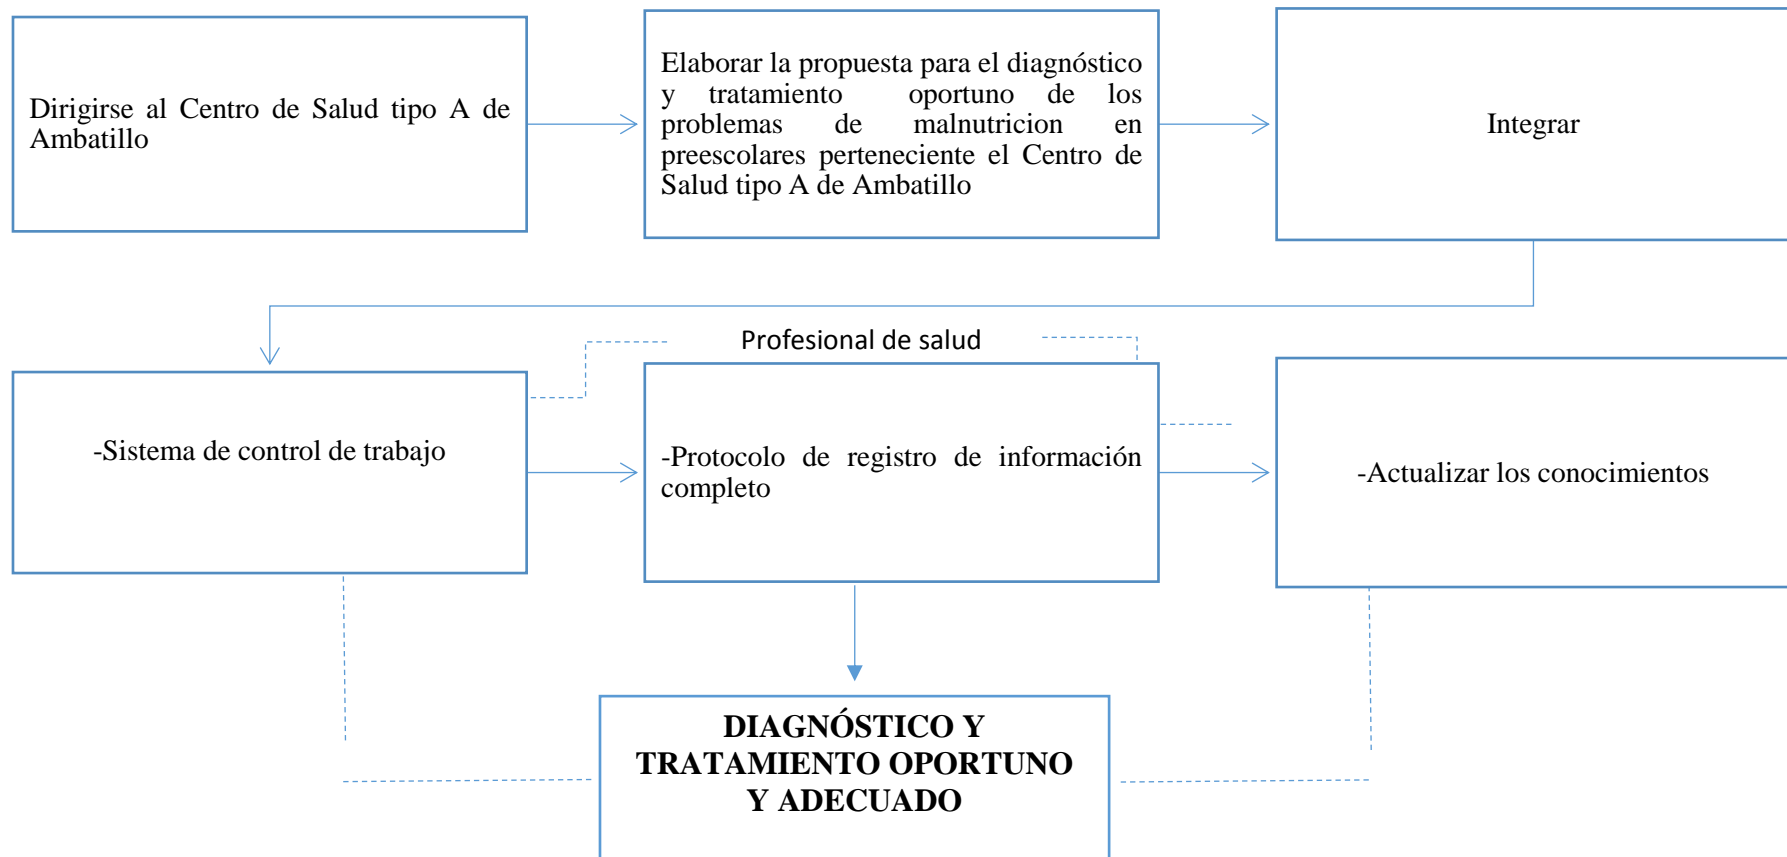 Dirigirse al Centro de Salud tipo A de
Ambatillo
Elaborar la propuesta para el diagnóstico
y tratamiento oportuno de los
problemas de malnutricion en
preescolares perteneciente el Centro de
Salud tipo A de Ambatillo
Integrar
Profesional de salud
-Sistema de control de trabajo
-Protocolo de registro de información
completo
-Actualizar los conocimientos
DIAGNÓSTICO Y
TRATAMIENTO OPORTUNO
Y ADECUADO